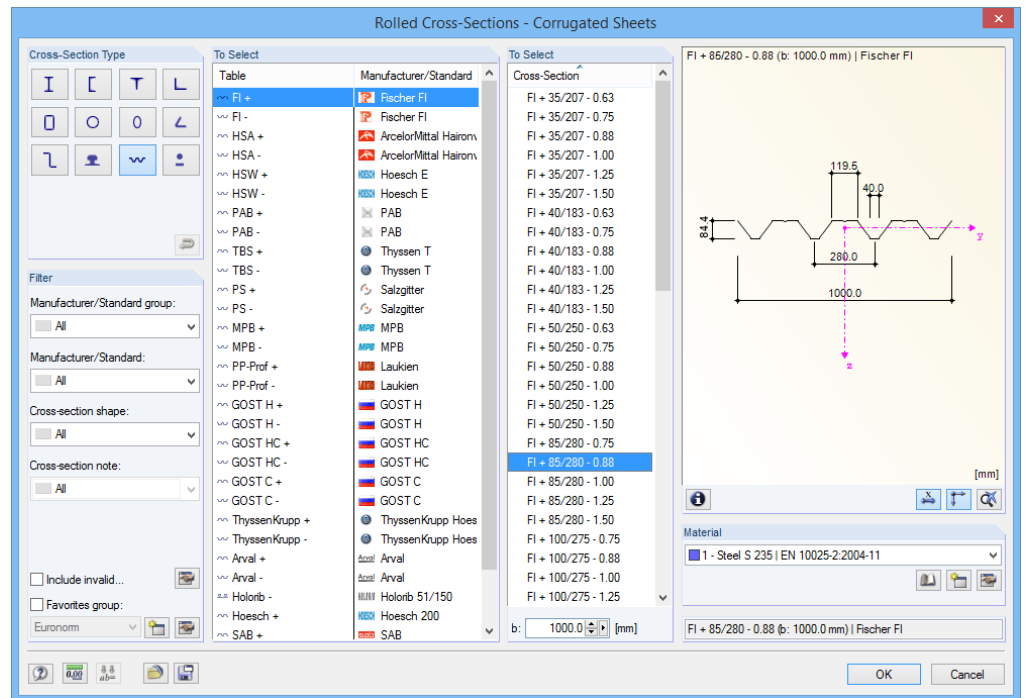 Rolled Cross-Sections - Corrugated Sheets
Cross-Section Type
Filter
Manufacturer/Standard group:
All
Manufacturer/Standard:
All
Cross-section shape:
All
Cross-section note:
All
Include invalid...
Favorites group:
Euronorm
To Select
Table Manufacturer/Standard
FI + Fischer FI
FI - Fischer FI
HSA + ArcelorMittal Haironv
HSA - ArcelorMittal Haironv
HSW + Hoesch E
HSW - Hoesch E
PAB + PAB
PAB - PAB
TBS + Thyssen T
TBS - Thyssen T
PS + Salzgitter
PS - Salzgitter
MPB + MPB MPB
MPB - MPB MPB
PP-Prof + Laukien
PP-Prof - Laukien
GOST H + GOST H
GOST H - GOST H
GOST HC + GOST HC
GOST HC - GOST HC
GOST C + GOST C
GOST C - GOST C
ThyssenKrupp + ThyssenKrupp Hoes
ThyssenKrupp - ThyssenKrupp Hoes
Arval + Arval Arval
Arval - Arval Arval
Holorib - Holorib 51/150
Hoesch + Hoesch 200
SAB + SAB
To Select
Cross-Section
FI + 35/207 - 0.63
FI + 35/207 - 0.75
FI + 35/207 - 0.88
FI + 35/207 - 1.00
FI + 35/207 - 1.25
FI + 35/207 - 1.50
FI + 40/183 - 0.63
FI + 40/183 - 0.75
FI + 40/183 - 0.88
FI + 40/183 - 1.00
FI + 40/183 - 1.25
FI + 40/183 - 1.50
FI + 50/250 - 0.63
FI + 50/250 - 0.75
FI + 50/250 - 0.88
FI + 50/250 - 1.00
FI + 50/250 - 1.25
FI + 50/250 - 1.50
FI + 85/280 - 0.75
FI + 85/280 - 0.88
FI + 85/280 - 1.00
FI + 85/280 - 1.25
FI + 85/280 - 1.50
FI + 100/275 - 0.75
FI + 100/275 - 0.88
FI + 100/275 - 1.00
FI + 100/275 - 1.25
b: 1000.0 [mm]
FI + 85/280 - 0.88 (b: 1000.0 mm) | Fischer FI
119.5
40.0
84.4
y
280.0
1000.0
z
[mm]
Material
1 - Steel S 235 | EN 10025-2:2004-11
FI + 85/280 - 0.88 (b: 1000.0 mm) | Fischer FI
0.00
OK
Cancel